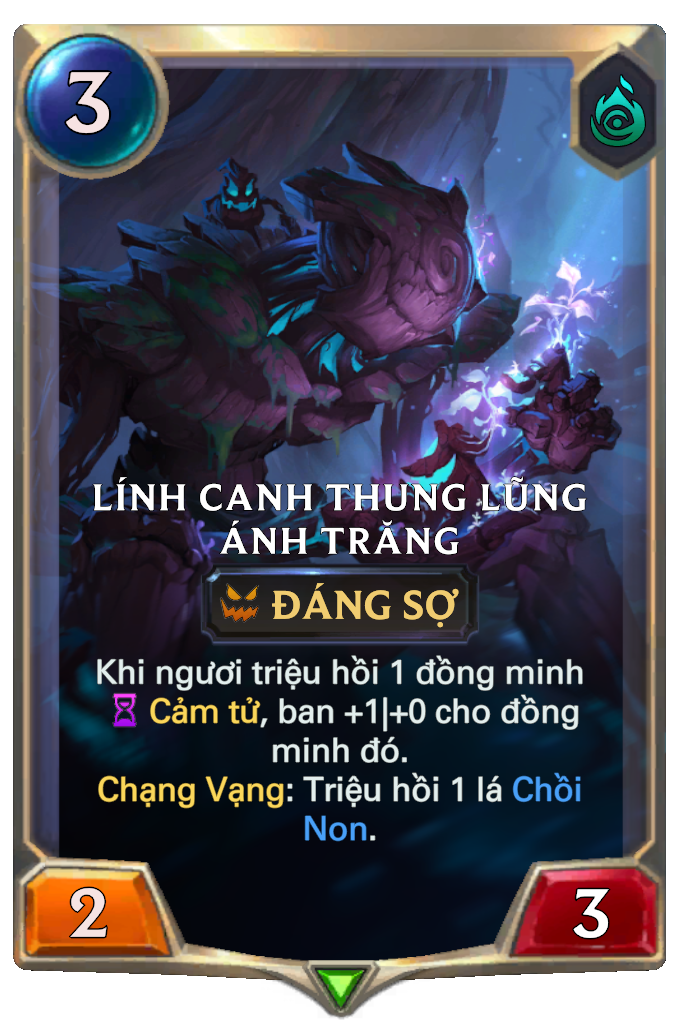 3
LÍNH CANH THUNG LŨNG
ÁNH TRĂNG
ĐÁNG SỢ
Khi ngươi triệu hồi 1 đồng minh
Cảm tử, ban +1|+0 cho đồng
minh đó.
Chạng Vạng: Triệu hồi 1 lá Chồi
Non.
2
3